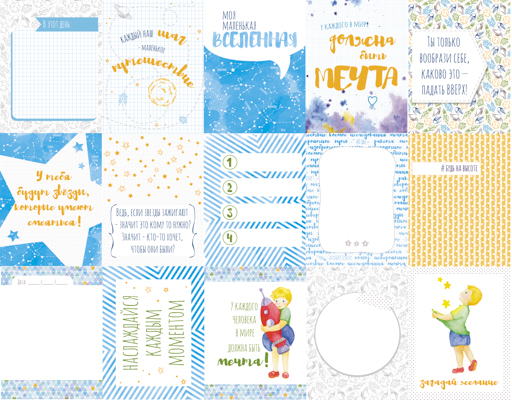 В ЭТОТ ДЕНЬ
КАЖДЫЙ НАШ шаг
МАЛЕНЬКОЕ
путешествие
МОЯ
МАЛЕНЬКАЯ
ВСЕЛЕННАЯ
У КАЖДОГО В МИРЕ
должна
быть
МЕЧТА
ТЫ ТОЛЬКО
ВООБРАЗИ СЕБЕ,
КАКОВО ЭТО —
ПАДАТЬ ВВЕРХ!
У тебя
будут звёзды,
которые умеют
смеяться!
ВЕДЬ, ЕСЛИ ЗВЕЗДЫ ЗАЖИГАЮТ -
ЗНАЧИТ ЭТО КОМУ ТО НУЖНО?
ЗНАЧИТ - КТО-ТО ХОЧЕТ,
ЧТОБЫ ОНИ БЫЛИ?
1
2
3
4
# БУДЬ НА ВЫСОТЕ
ДАТА
НАСЛАЖДАЙСЯ
КАЖДЫМ
МОМЕНТОМ
У КАЖДОГО
ЧЕЛОВЕКА
В МИРЕ
ДОЛЖНА БЫТЬ
мечта!
загадай желание